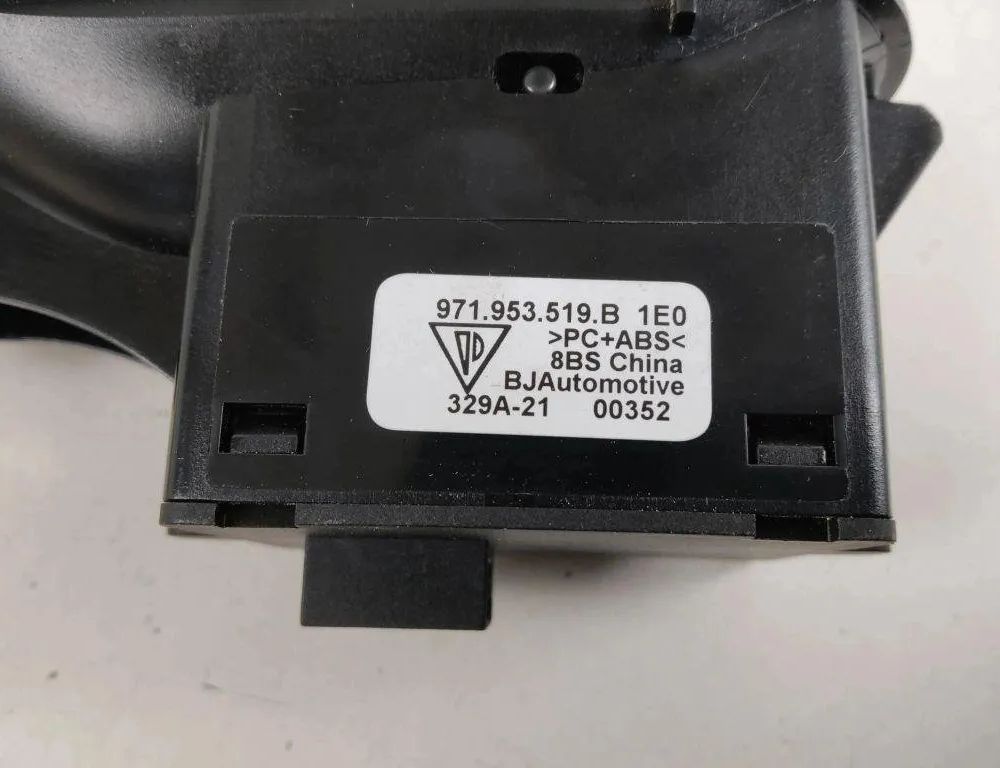 971.953.519.B 1E0
>PC+ABS<
8BS China
BJAutomotive
329A-21 00352